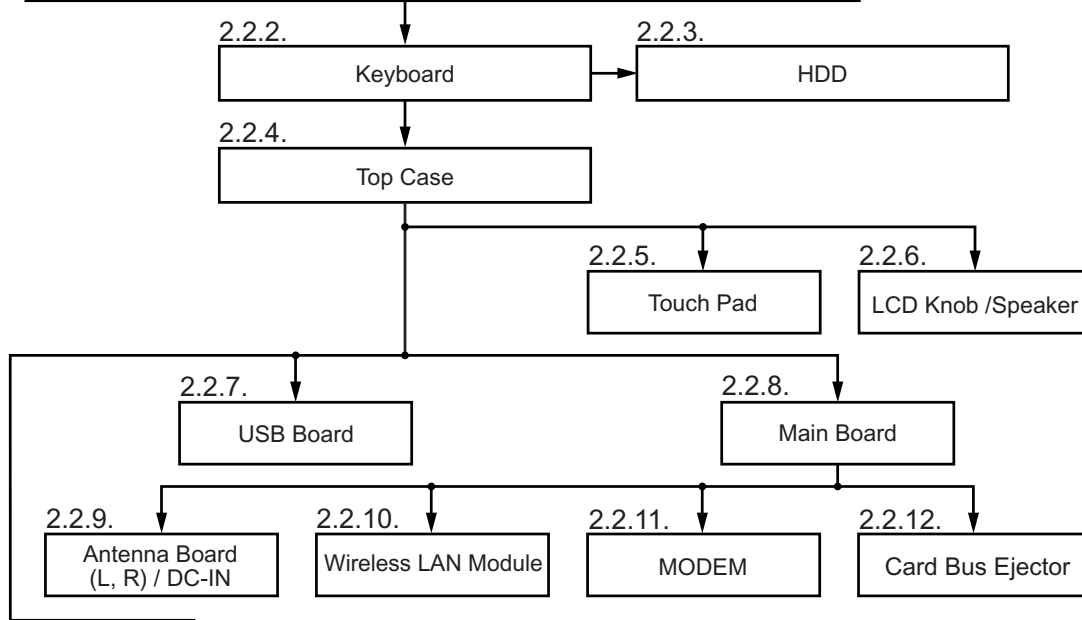 2.2.2.
Keyboard
2.2.3.
HDD
2.2.4.
Top Case
2.2.5.
Touch Pad
2.2.6.
LCD Knob /Speaker
2.2.7.
USB Board
2.2.8.
Main Board
2.2.9.
Antenna Board
(L, R) / DC-IN
2.2.10.
Wireless LAN Module
2.2.11.
MODEM
2.2.12.
Card Bus Ejector